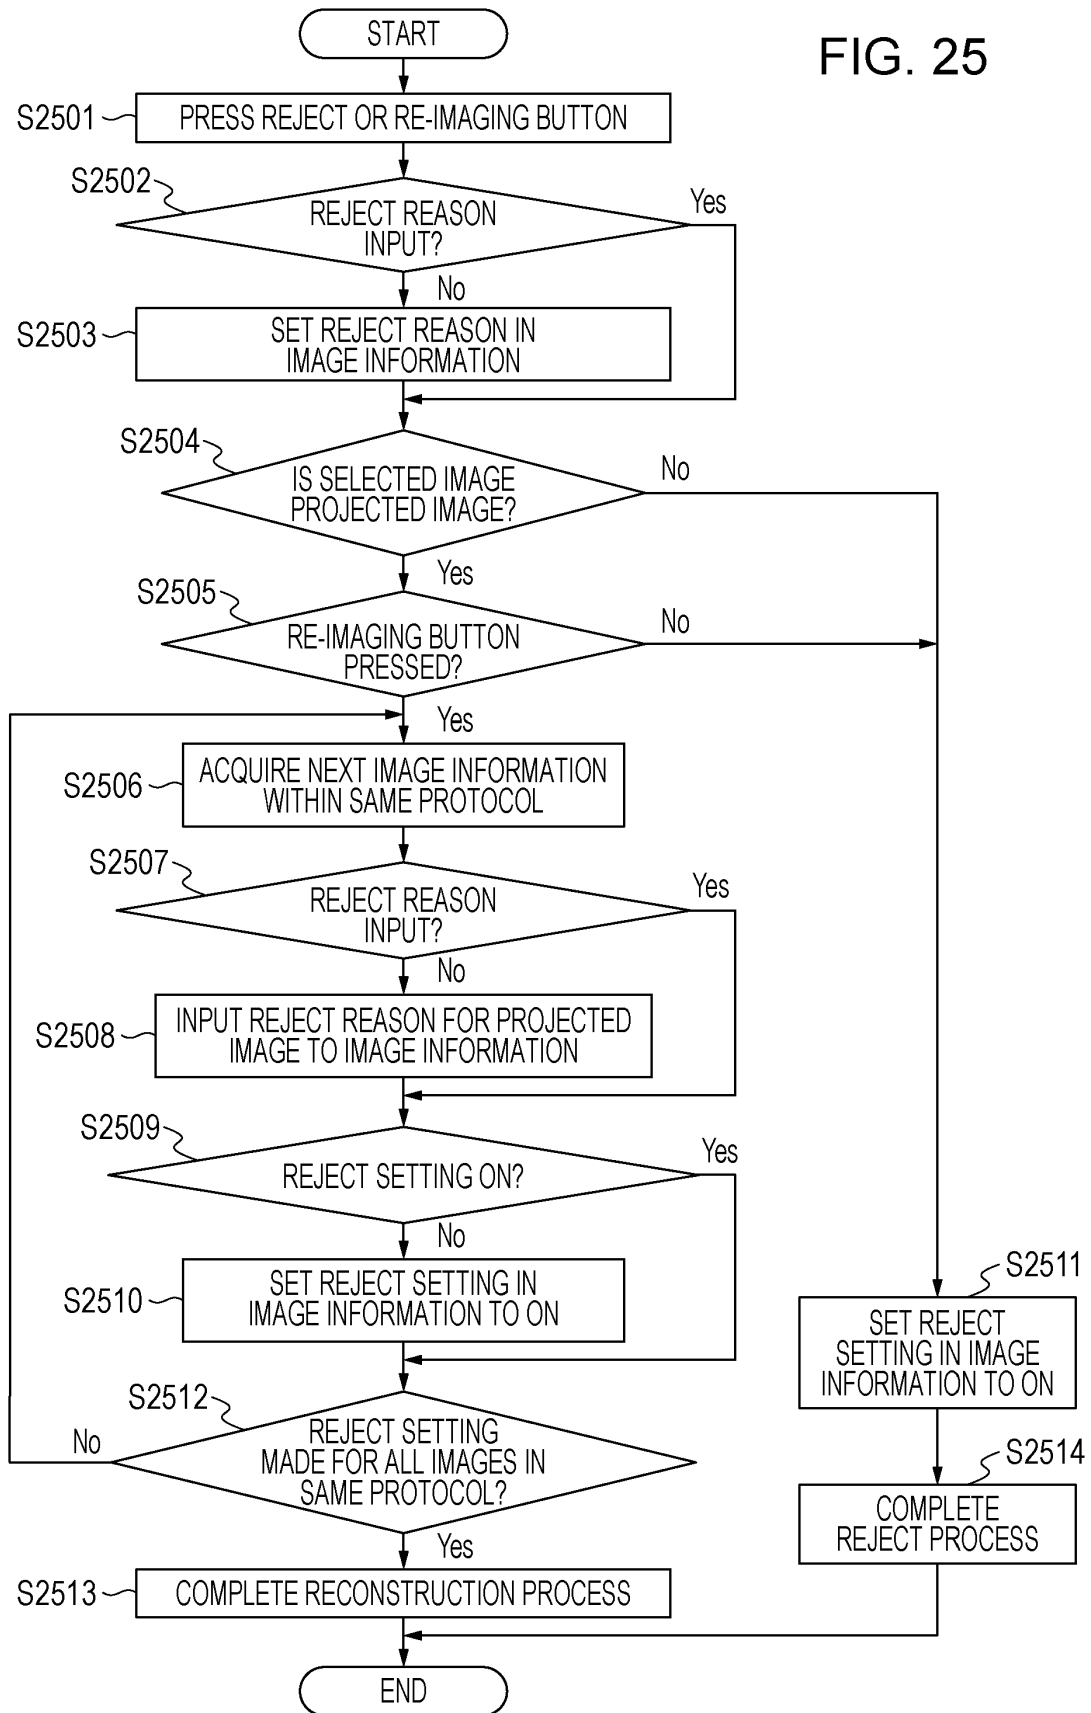 FIG. 25
START
S2501
PRESS REJECT OR RE-IMAGING BUTTON
S2502
REJECT REASON
INPUT?
Yes
No
S2503
SET REJECT REASON IN
IMAGE INFORMATION
S2504
IS SELECTED IMAGE
PROJECTED IMAGE?
No
Yes
S2505
RE-IMAGING BUTTON
PRESSED?
No
Yes
S2506
ACQUIRE NEXT IMAGE INFORMATION
WITHIN SAME PROTOCOL
S2507
REJECT REASON
INPUT?
Yes
No
S2508
INPUT REJECT REASON FOR PROJECTED
IMAGE TO IMAGE INFORMATION
S2509
REJECT SETTING ON?
Yes
No
S2510
SET REJECT SETTING IN
IMAGE INFORMATION TO ON
S2511
SET REJECT
SETTING IN IMAGE
INFORMATION TO ON
S2512
REJECT SETTING
MADE FOR ALL IMAGES IN
SAME PROTOCOL?
No
Yes
S2514
COMPLETE
REJECT PROCESS
S2513
COMPLETE RECONSTRUCTION PROCESS
END